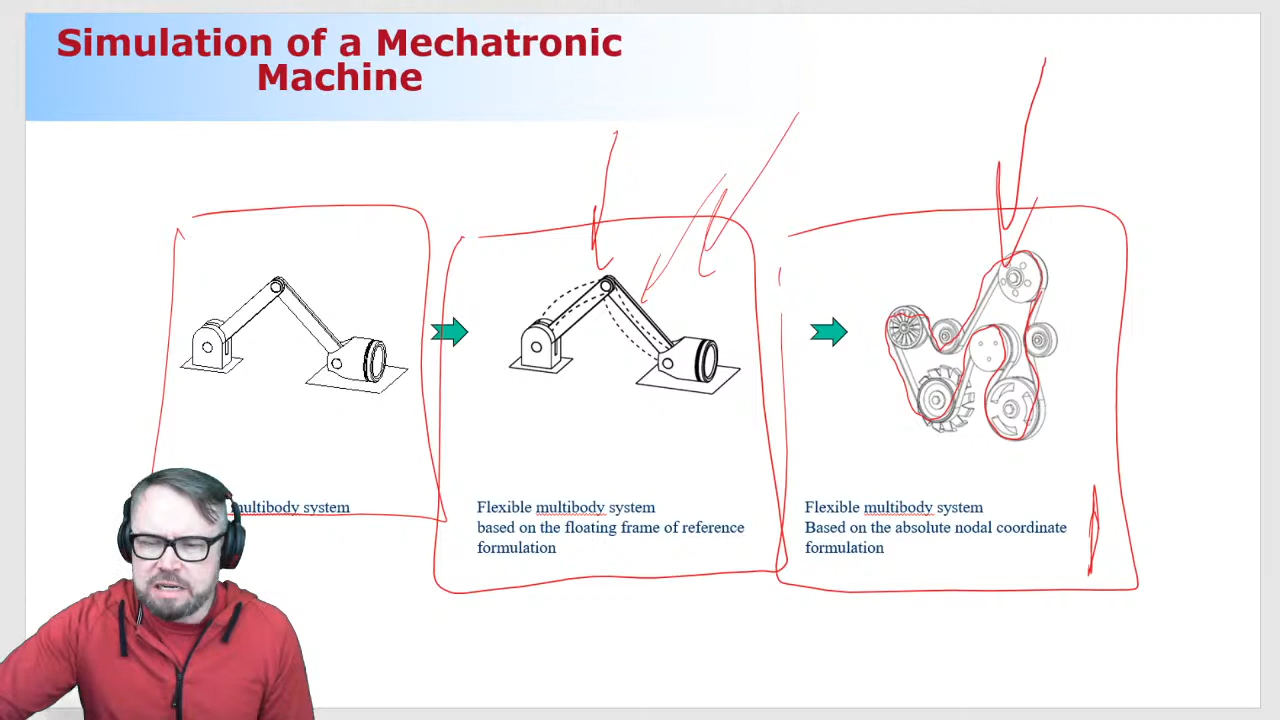 Simulation of a Mechatronic
Machine
multibody system
Flexible multibody system
based on the floating frame of reference
formulation
Flexible multibody system
Based on the absolute nodal coordinate
formulation